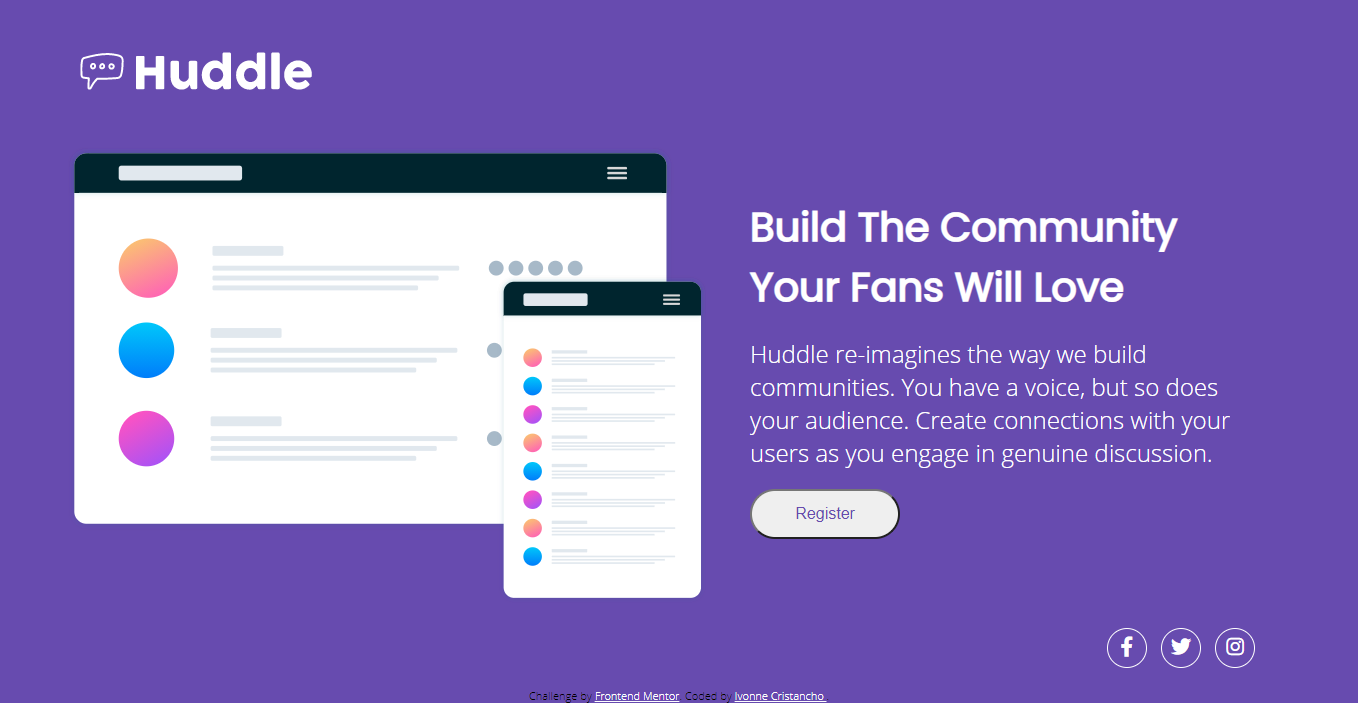 Huddle
Build The Community
Your Fans Will Love
Huddle re-imagines the way we build
communities. You have a voice, but so does
your audience. Create connections with your
users as you engage in genuine discussion.
Register
Challenge by Frontend Mentor. Coded by Ivonne Cristancho .